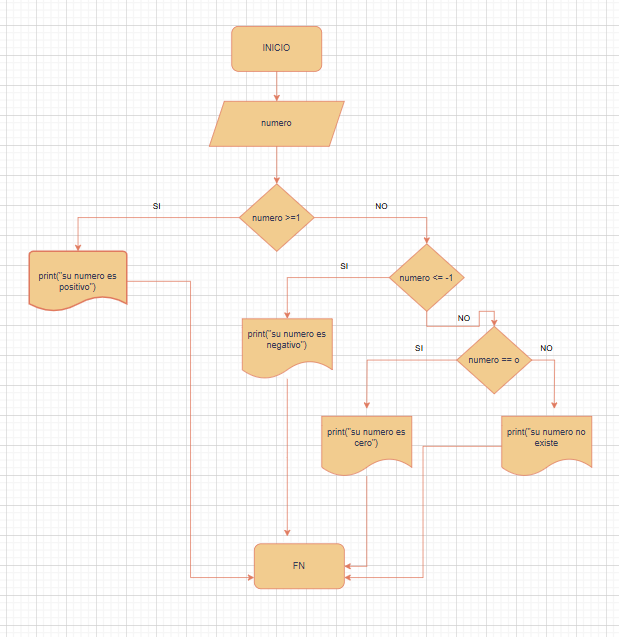 INICIO
numero
numero >=1
SI
NO
print("su numero es
positivo")
numero <= -1
SI
NO
print("su numero es
negativo")
numero == o
SI
NO
print("su numero es
cero")
print("su numero no
existe
FN